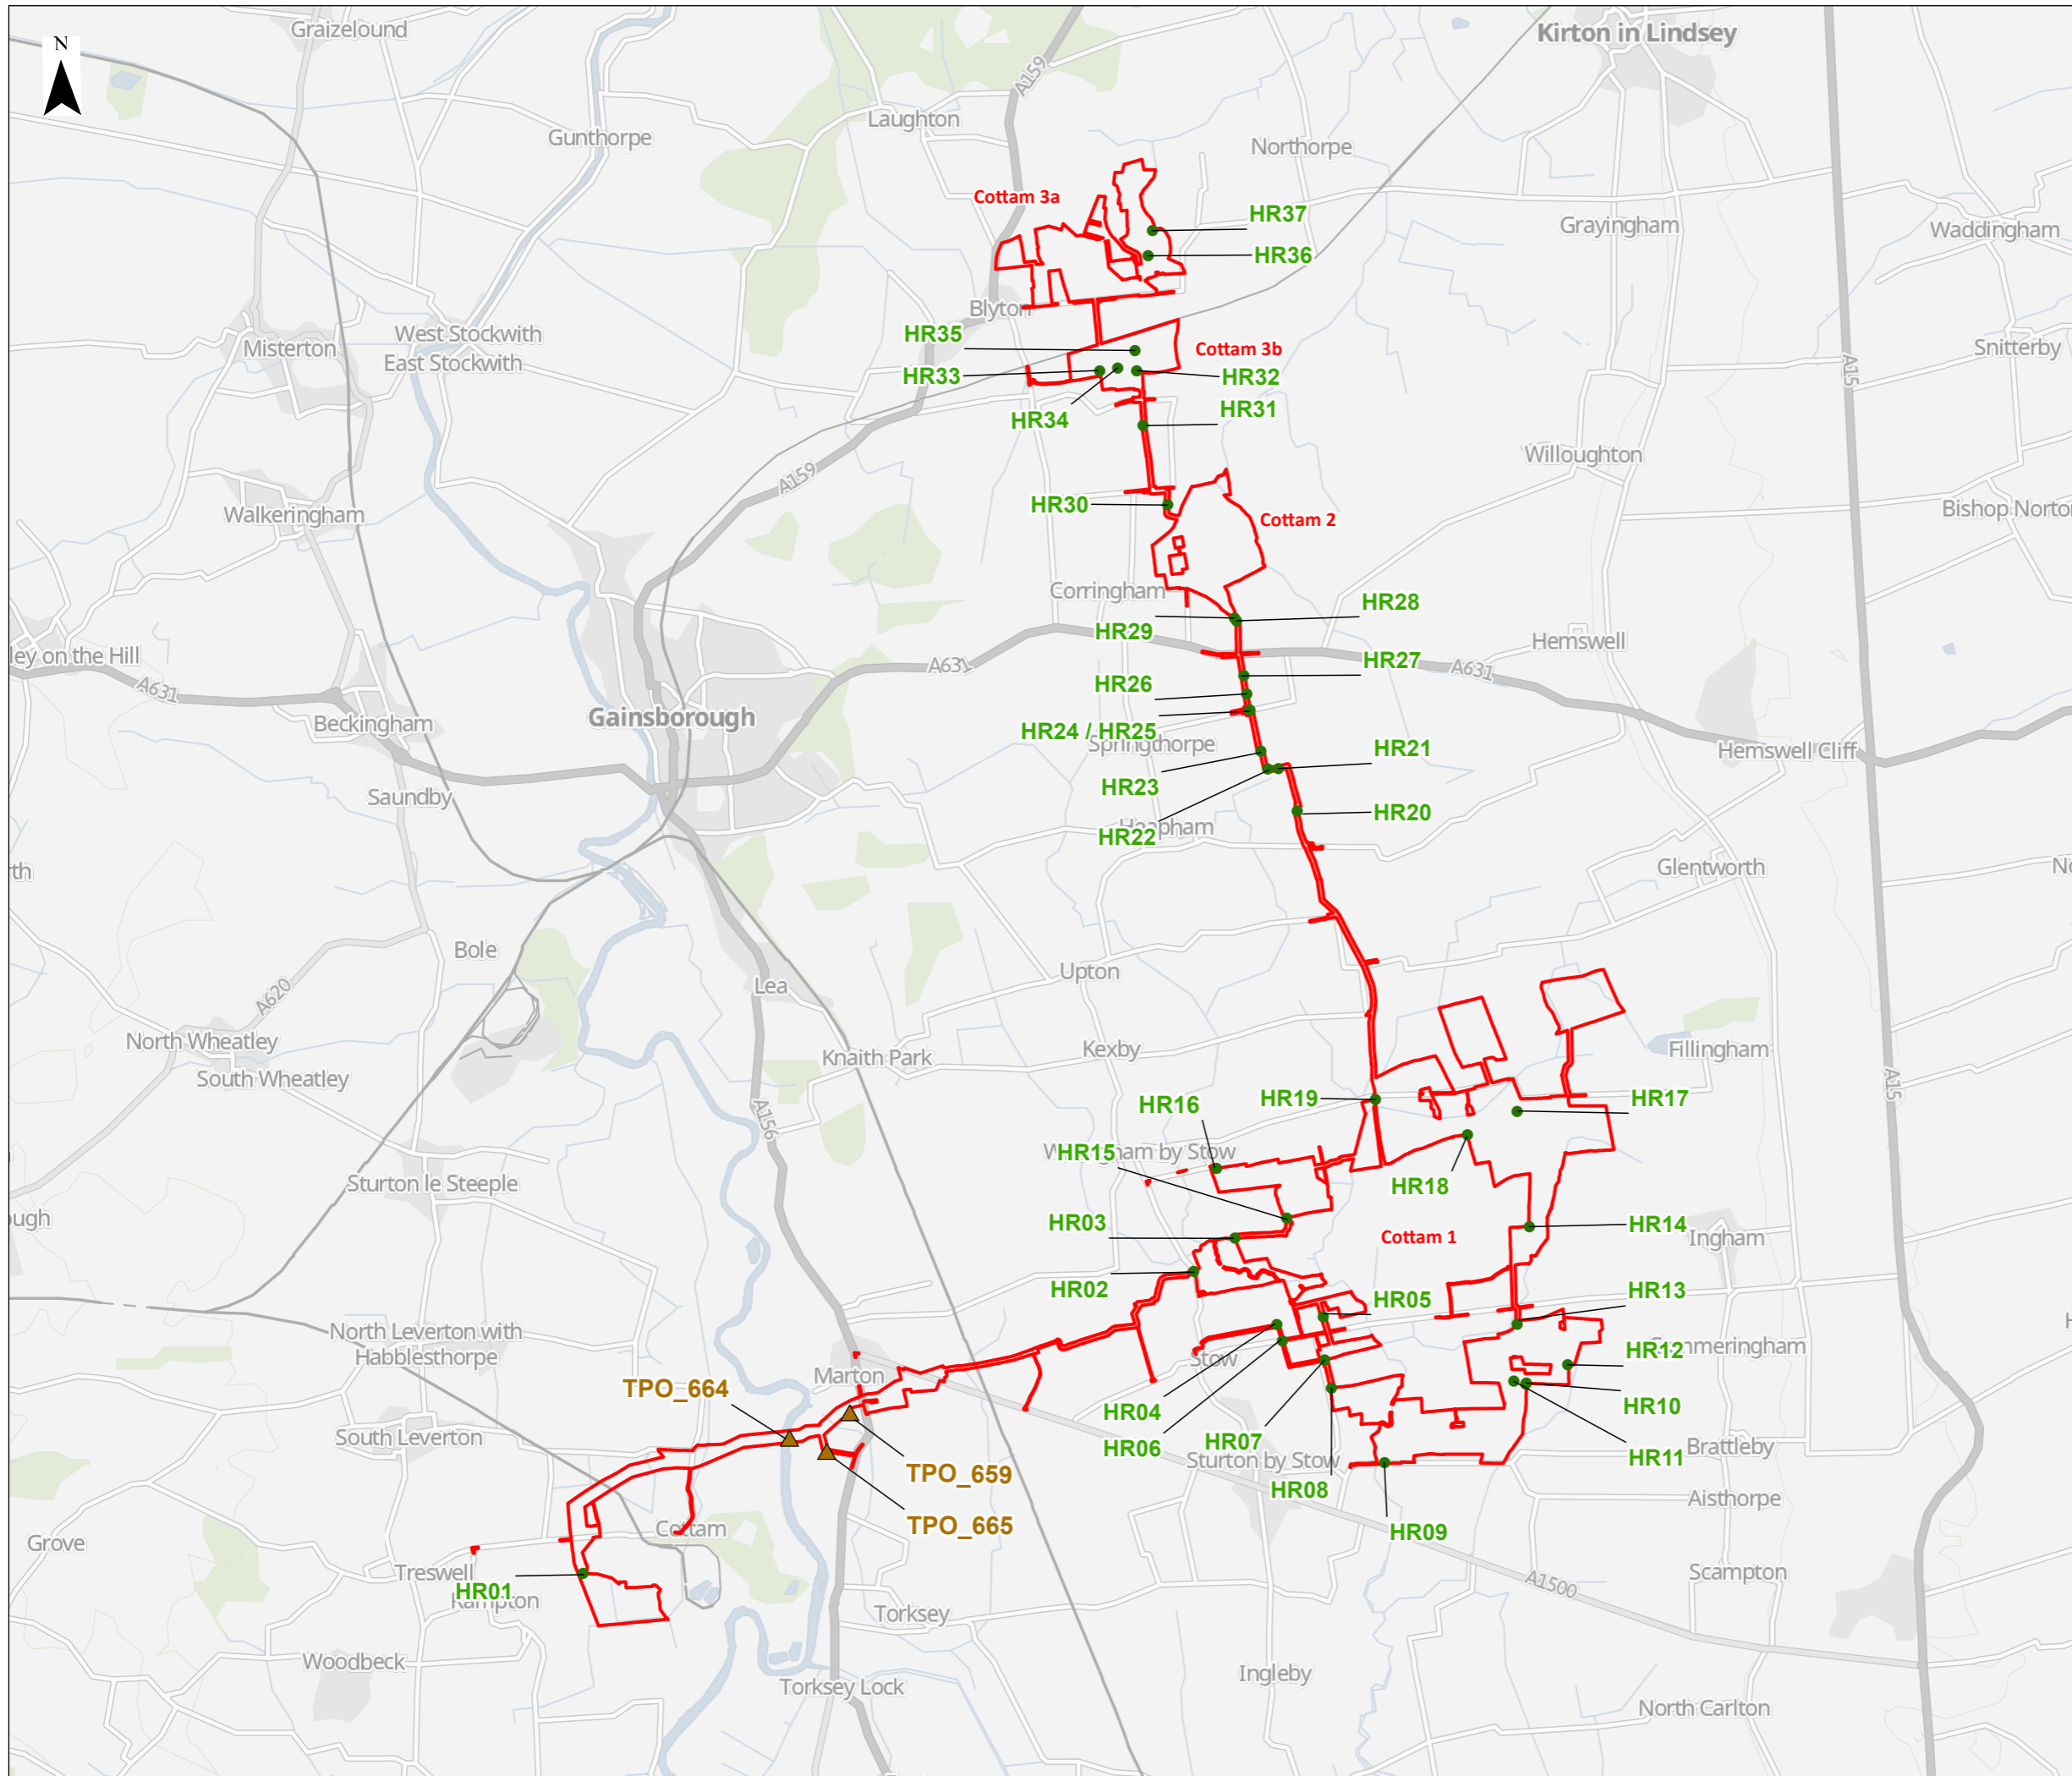 N
Graizelound
A159
Kirton in Lindsey
Laughton
Gunthorpe
Northorpe
Cottam 3a
HR37
Grayingham
Waddingham
HR36
Blyton
West Stockwith
HR35
Misterton
East Stockwith
Cottam 3b
Snitterby
HR33
HR32
A15
HR34
HR31
Willoughton
A159
HR30
Walkeringham
Cottam 2
Bishop Norto
Corringham
HR28
HR29
Hemswell
ley on the Hill
A631
HR27
A631
A631
HR26
Beckingham
Gainsborough
HR24 / HR25
Springthorpe
HR21
Hemswell Cliff
HR23
Saundby
HR20
HR22
Heapham
Glentworth
rth
Bole
Upton
Lea
A620
North Wheatley
Knaith Park
Kexby
Fillingham
South Wheatley
A15
HR16
HR19
HR17
A156
HR15
Sturton le Steeple
HR18
ough
HR03
HR14
Cottam 1
Ingham
HR02
HR05
HR13
North Leverton with
Habblesthorpe
Stow
HR12
Marton
TPO_664
HR04
HR10
South Leverton
HR06
HR07
Brattleby
HR11
TPO_659
Sturton by Stow
HR08
Aisthorpe
TPO_665
Cottam
HR09
Grove
Treswell
HR01
Rampton
A1500
Scampton
Torksey
Woodbeck
Ingleby
Torksey Lock
North Carlton